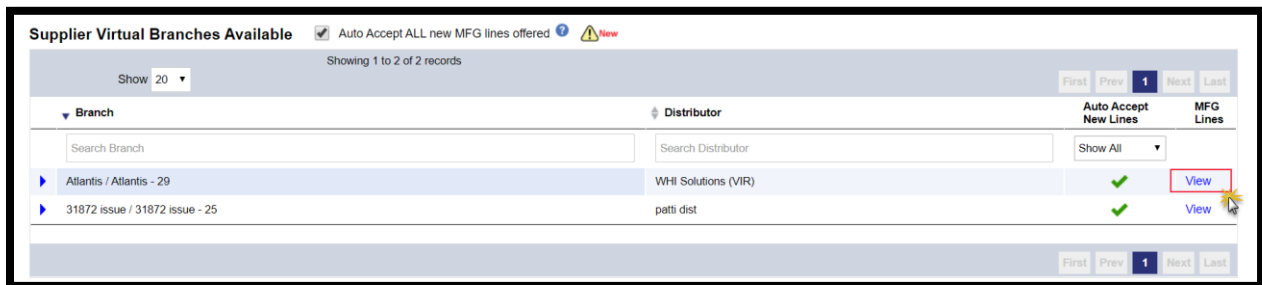 Supplier Virtual Branches Available Auto Accept ALL new MFG lines offered ? New
Showing 1 to 2 of 2 records
Show 20
First Prev 1 Next Last
Branch Distributor Auto Accept New Lines MFG Lines
Search Branch Search Distributor Show All
Atlantis / Atlantis - 29 WHI Solutions (VIR) View
31872 issue / 31872 issue - 25 patti dist View
First Prev 1 Next Last